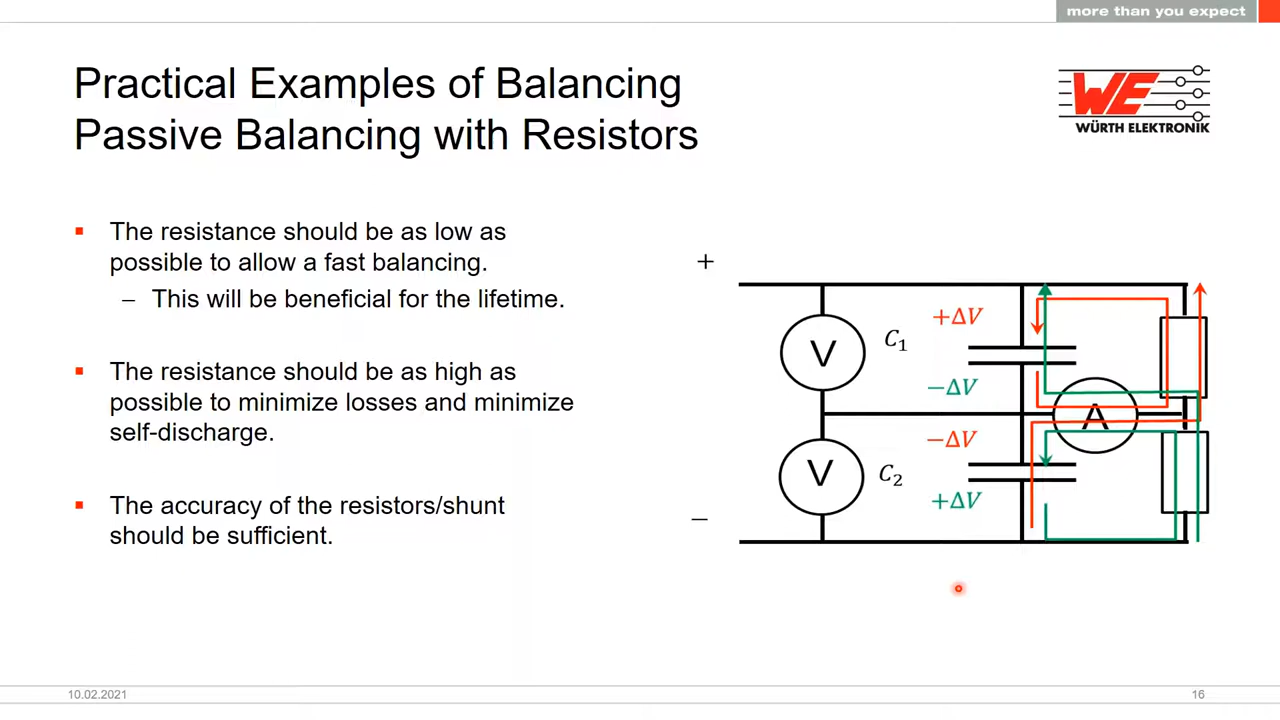 more than you expect
Practical Examples of Balancing
Passive Balancing with Resistors
WE
WÜRTH ELEKTRONIK
▪ The resistance should be as low as
possible to allow a fast balancing.
– This will be beneficial for the lifetime.
▪ The resistance should be as high as
possible to minimize losses and minimize
self-discharge.
▪ The accuracy of the resistors/shunt
should be sufficient.
+
V
C₁
+ΔV
−ΔV
A
−ΔV
V
C₂
+ΔV
−
10.02.2021
16